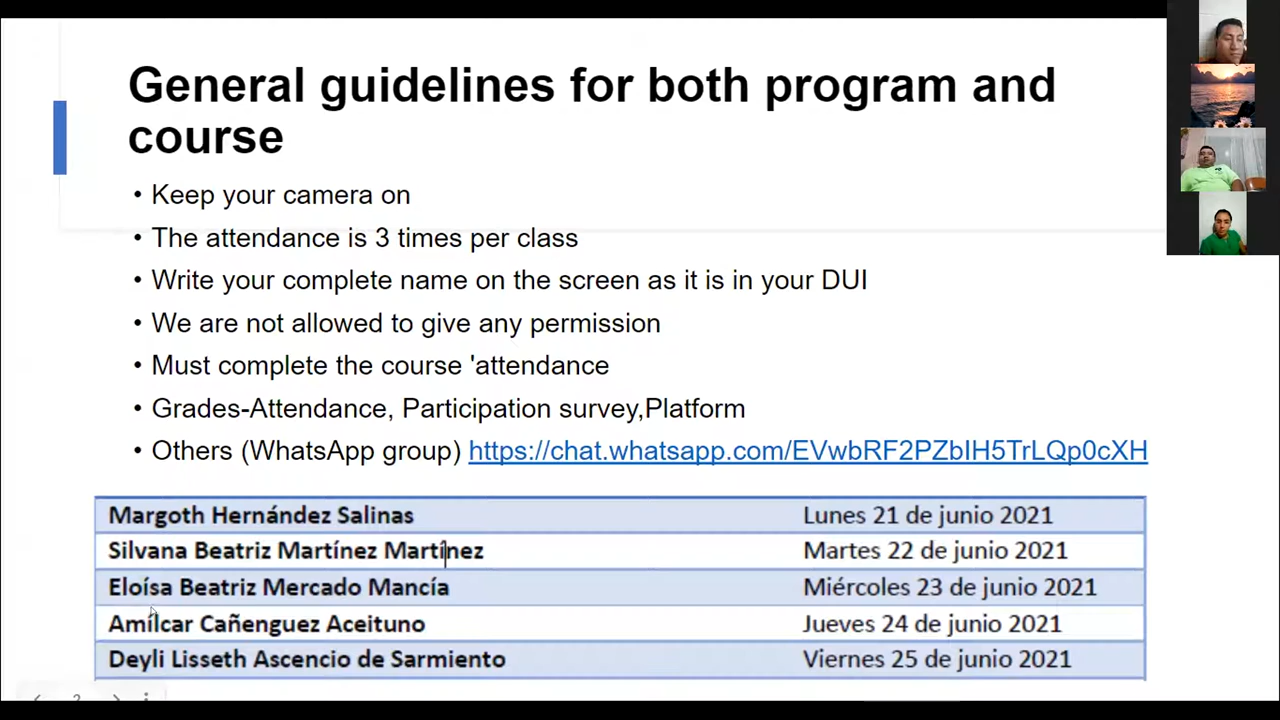 General guidelines for both program and
course
• Keep your camera on
• The attendance is 3 times per class
• Write your complete name on the screen as it is in your DUI
• We are not allowed to give any permission
• Must complete the course 'attendance
• Grades-Attendance, Participation survey,Platform
• Others (WhatsApp group) https://chat.whatsapp.com/EVwbRF2PZbIH5TrLQp0cXH
Margoth Hernández Salinas Lunes 21 de junio 2021
Silvana Beatriz Martínez Martínez Martes 22 de junio 2021
Eloísa Beatriz Mercado Mancía Miércoles 23 de junio 2021
Amílcar Cañenguez Aceituno Jueves 24 de junio 2021
Deyli Lisseth Ascencio de Sarmiento Viernes 25 de junio 2021